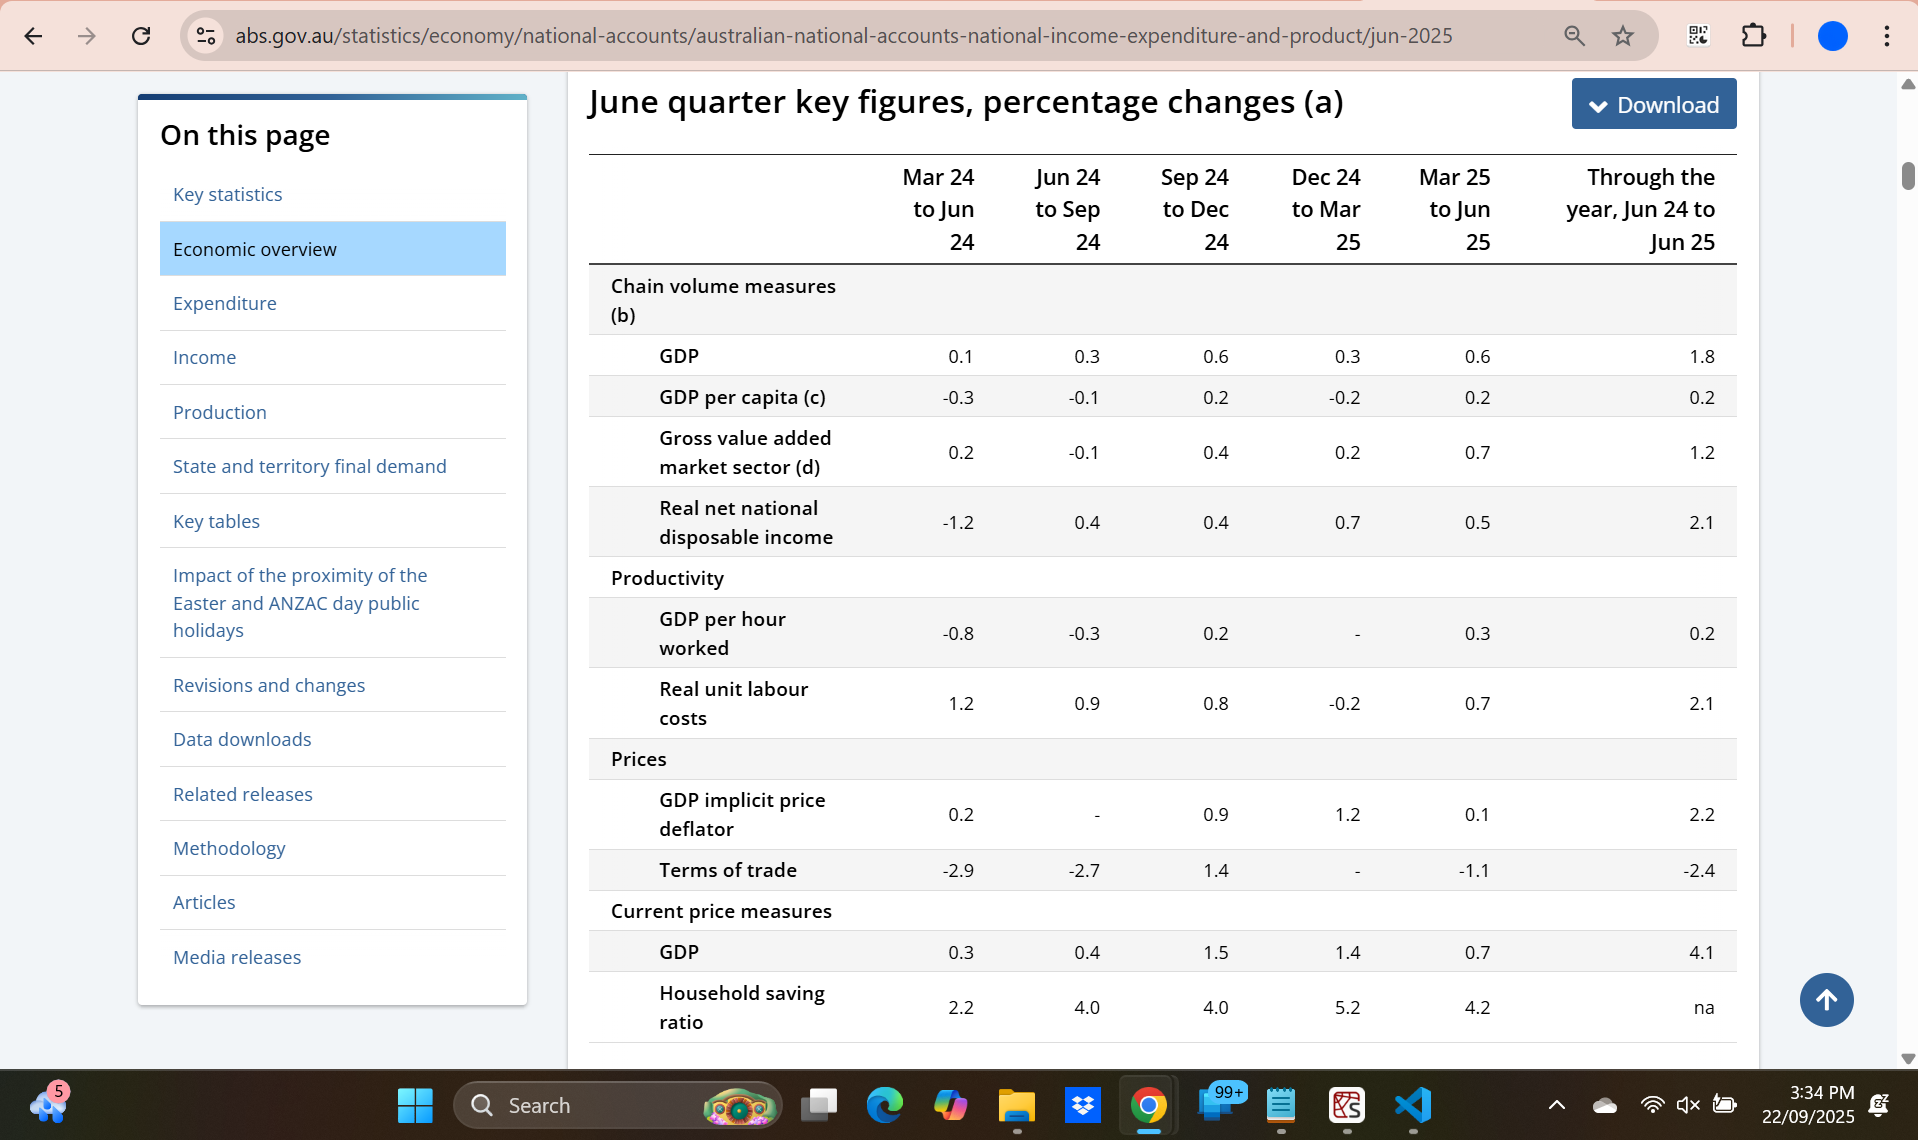 abs.gov.au/statistics/economy/national-accounts/australian-national-accounts-national-income-expenditure-and-product/jun-2025
On this page
Key statistics
Economic overview
Expenditure
Income
Production
State and territory final demand
Key tables
Impact of the proximity of the
Easter and ANZAC day public
holidays
Revisions and changes
Data downloads
Related releases
Methodology
Articles
Media releases
June quarter key figures, percentage changes (a)
Download
Mar 24 to Jun 24 Jun 24 to Sep 24 Sep 24 to Dec 24 Dec 24 to Mar 25 Mar 25 to Jun 25 Through the year, Jun 24 to Jun 25
Chain volume measures
(b)
GDP 0.1 0.3 0.6 0.3 0.6 1.8
GDP per capita (c) -0.3 -0.1 0.2 -0.2 0.2 0.2
Gross value added
market sector (d) 0.2 -0.1 0.4 0.2 0.7 1.2
Real net national
disposable income -1.2 0.4 0.4 0.7 0.5 2.1
Productivity
GDP per hour
worked -0.8 -0.3 0.2 - 0.3 0.2
Real unit labour
costs 1.2 0.9 0.8 -0.2 0.7 2.1
Prices
GDP implicit price
deflator 0.2 - 0.9 1.2 0.1 2.2
Terms of trade -2.9 -2.7 1.4 - -1.1 -2.4
Current price measures
GDP 0.3 0.4 1.5 1.4 0.7 4.1
Household saving
ratio 2.2 4.0 4.0 5.2 4.2 na
5
Search
99+
3:34 PM
22/09/2025